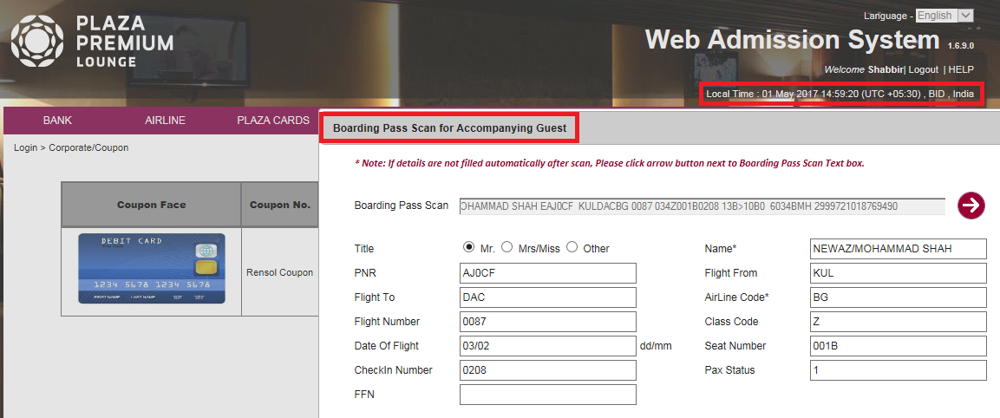 PLAZA
PREMIUM
LOUNGE
Language - English
Web Admission System 1.6.9.0
Welcome Shabbir| Logout | HELP
Local Time : 01 May 2017 14:59:20 (UTC +05:30) , BID , India
BANK AIRLINE PLAZA CARDS
Boarding Pass Scan for Accompanying Guest
Login > Corporate/Coupon
* Note: If details are not filled automatically after scan, Please click arrow button next to Boarding Pass Scan Text box.
Coupon Face Coupon No.
Boarding Pass Scan OHAMMAD SHAH EAJ0CF KULDACBG 0087 034Z001B0208 13B>10B0 6034BMH 2999721018769490
DEBIT CARD
1234 5678 1234 5678
FIRST NAME LAST NAME
Rensol Coupon
Title Mr. Mrs/Miss Other
Name* NEWAZ/MOHAMMAD SHAH
PNR AJ0CF
Flight From KUL
Flight To DAC
AirLine Code* BG
Flight Number 0087
Class Code Z
Date Of Flight 03/02 dd/mm
Seat Number 001B
CheckIn Number 0208
Pax Status 1
FFN